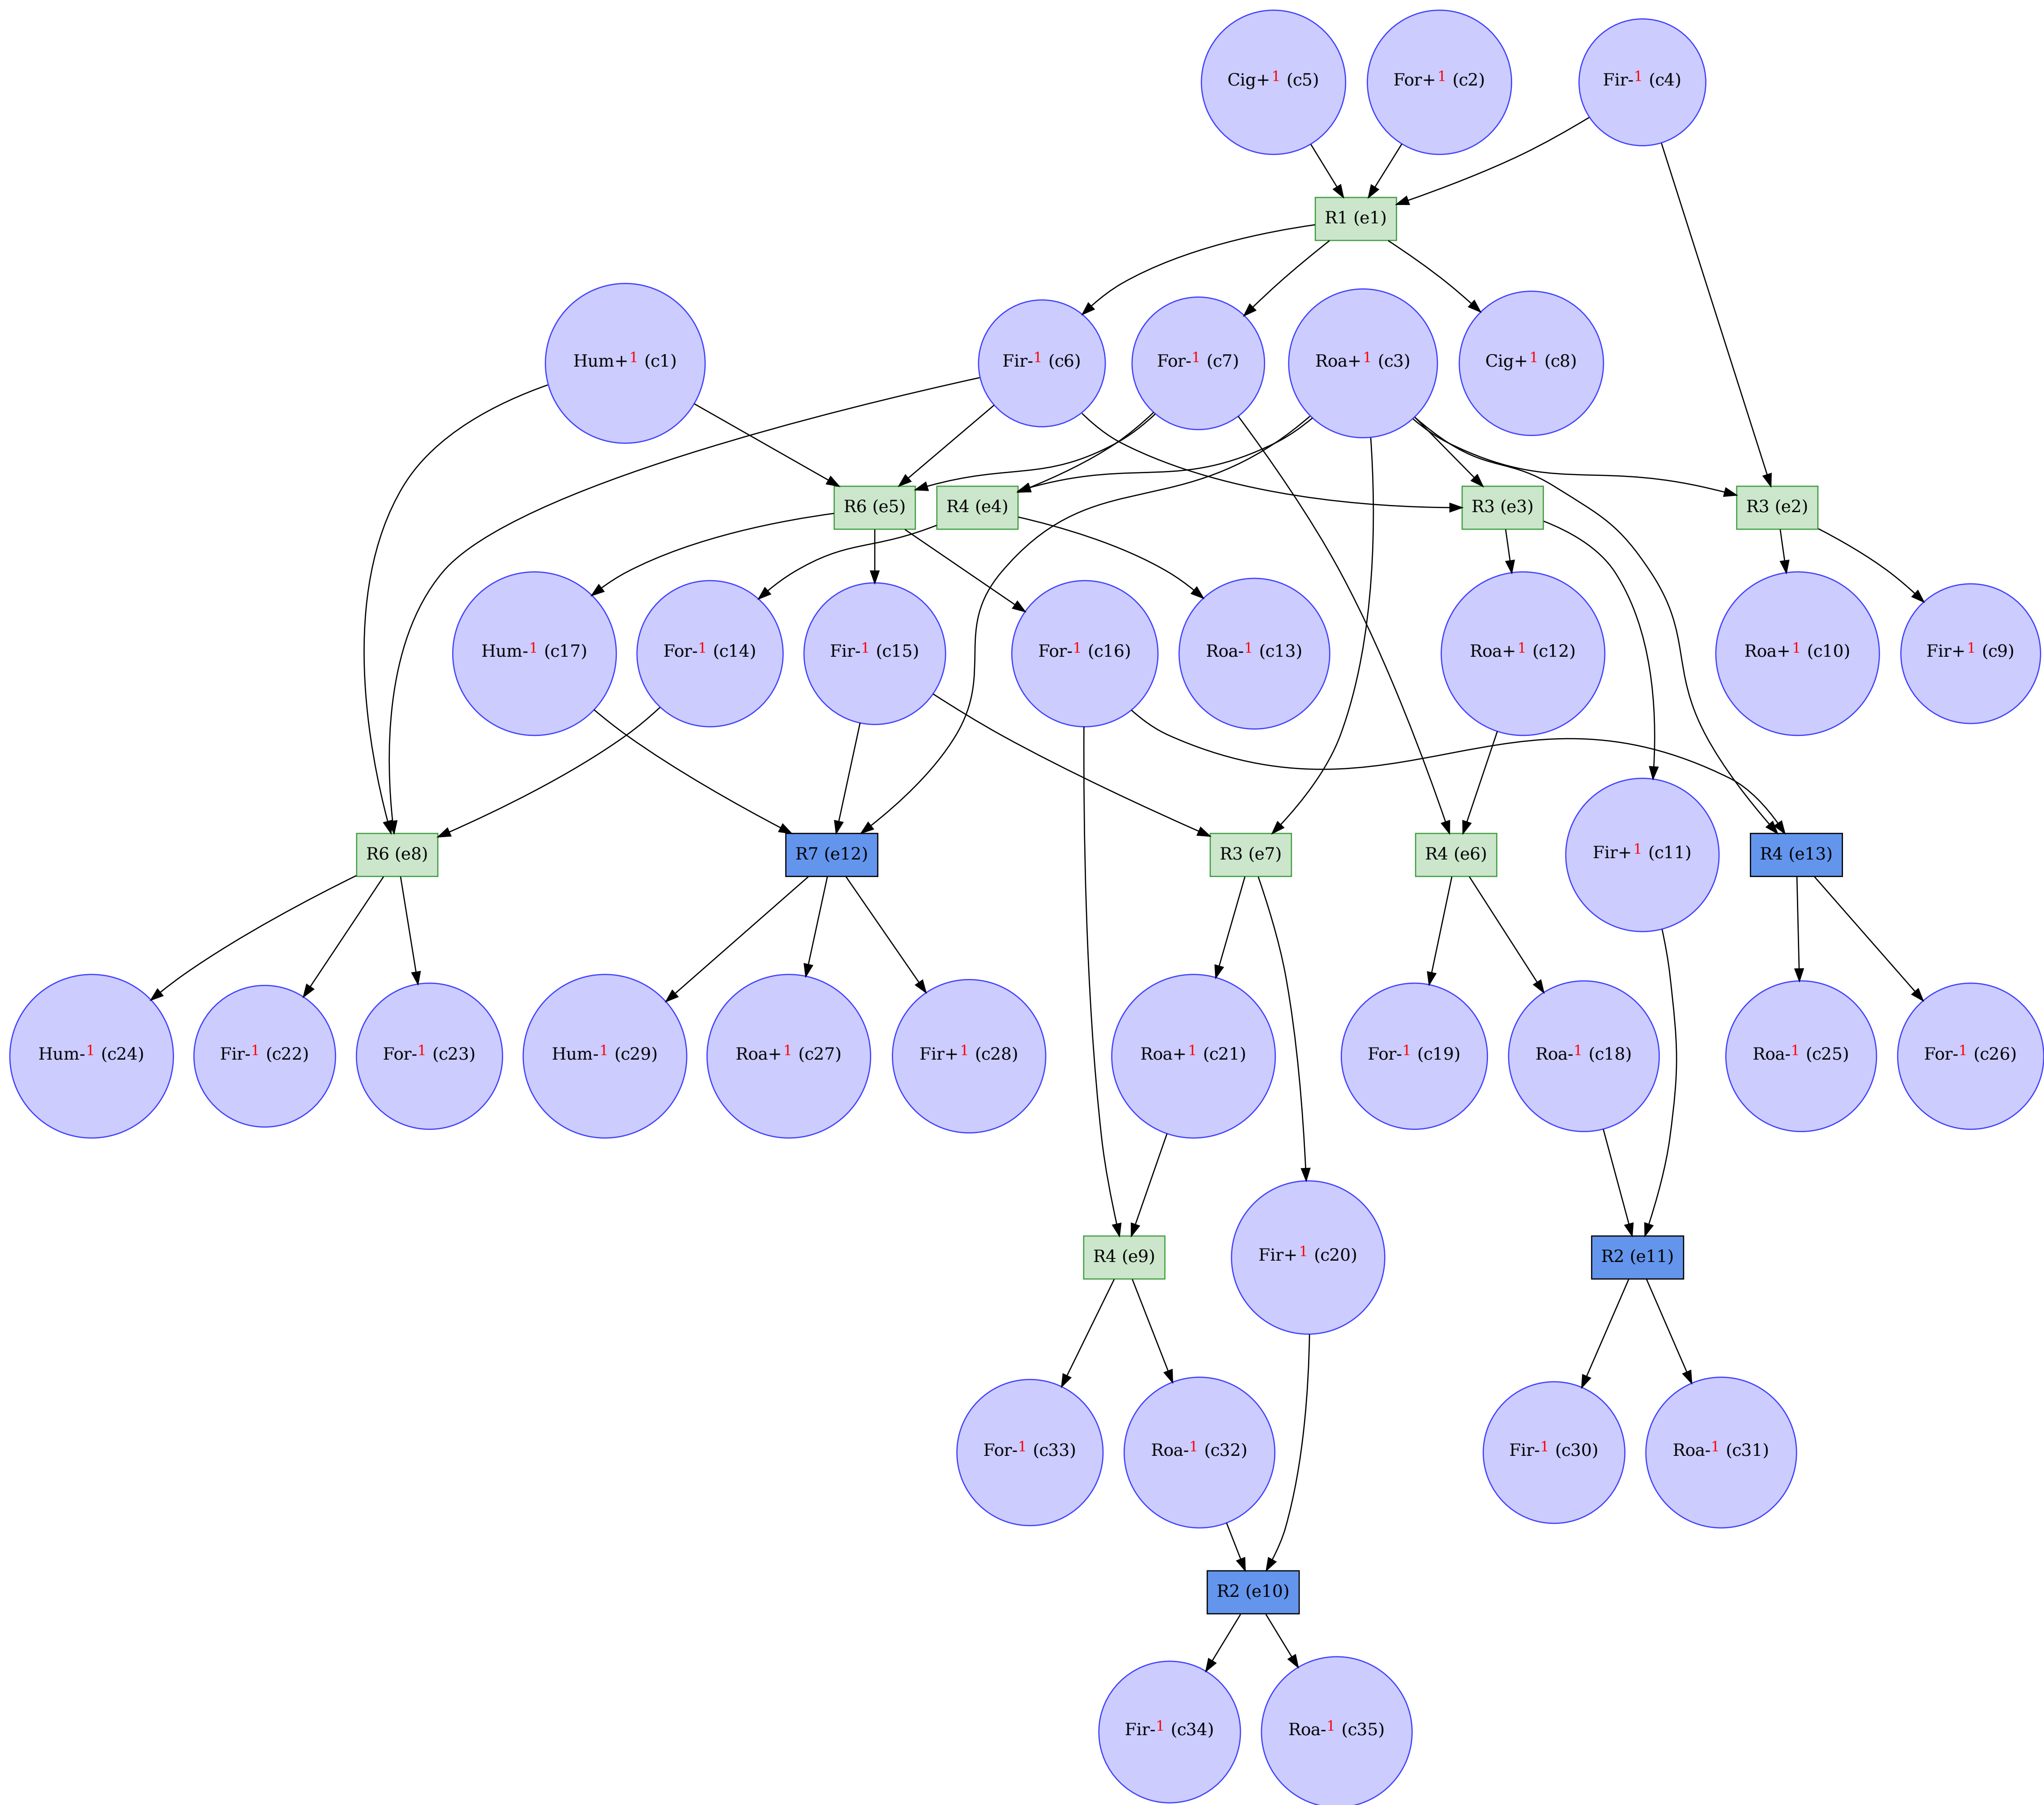 Cig+¹ (c5)
For+¹ (c2)
Fir-¹ (c4)
R1 (e1)
Hum+¹ (c1)
Fir-¹ (c6)
For-¹ (c7)
Roa+¹ (c3)
Cig+¹ (c8)
R6 (e5)
R4 (e4)
R3 (e3)
R3 (e2)
Hum-¹ (c17)
For-¹ (c14)
Fir-¹ (c15)
For-¹ (c16)
Roa-¹ (c13)
Roa+¹ (c12)
Roa+¹ (c10)
Fir+¹ (c9)
R6 (e8)
R7 (e12)
R3 (e7)
R4 (e6)
Fir+¹ (c11)
R4 (e13)
Hum-¹ (c24)
Fir-¹ (c22)
For-¹ (c23)
Hum-¹ (c29)
Roa+¹ (c27)
Fir+¹ (c28)
Roa+¹ (c21)
For-¹ (c19)
Roa-¹ (c18)
Roa-¹ (c25)
For-¹ (c26)
R4 (e9)
Fir+¹ (c20)
R2 (e11)
For-¹ (c33)
Roa-¹ (c32)
Fir-¹ (c30)
Roa-¹ (c31)
R2 (e10)
Fir-¹ (c34)
Roa-¹ (c35)